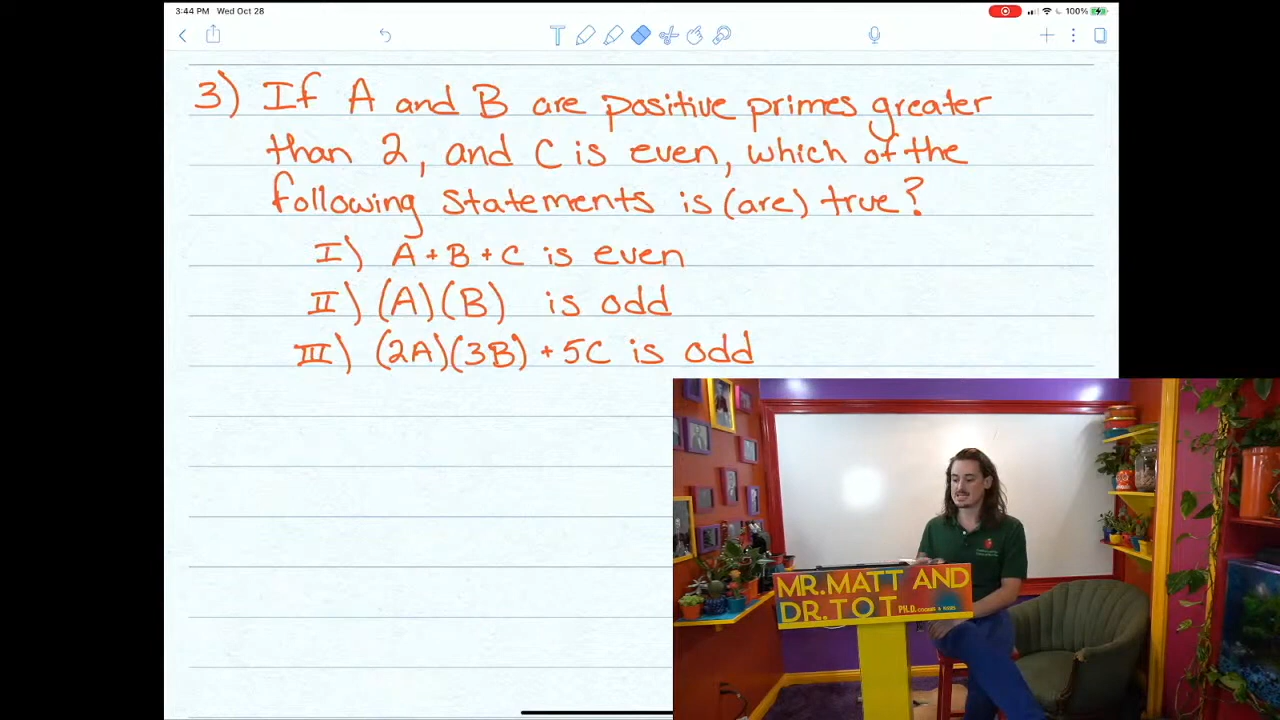 3:44 PM Wed Oct 28
100%
3) If A and B are positive primes greater
than 2, and C is even, which of the
following statements is (are) true?
I) A + B + C is even
II) (A)(B) is odd
III) (2A)(3B) + 5C is odd
MR. MATT AND
DR. TOT PH.D.